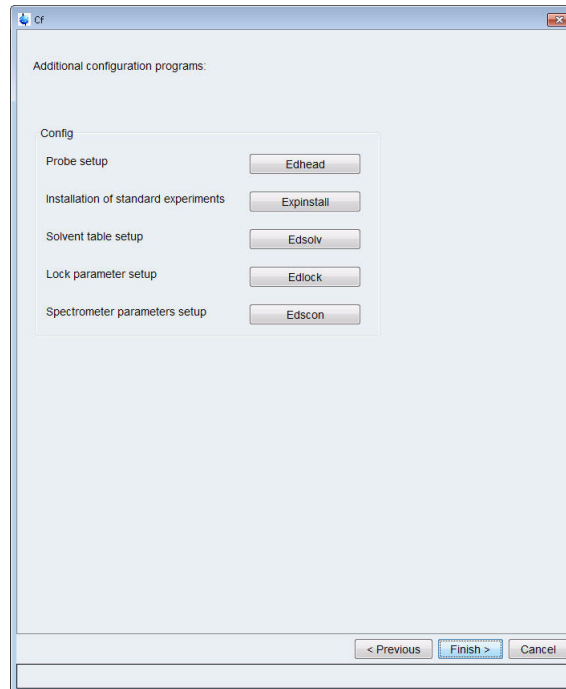 Cf
Additional configuration programs:
Config
Probe setup Edhead
Installation of standard experiments Expinstall
Solvent table setup Edsolv
Lock parameter setup Edlock
Spectrometer parameters setup Edscon
< Previous Finish > Cancel